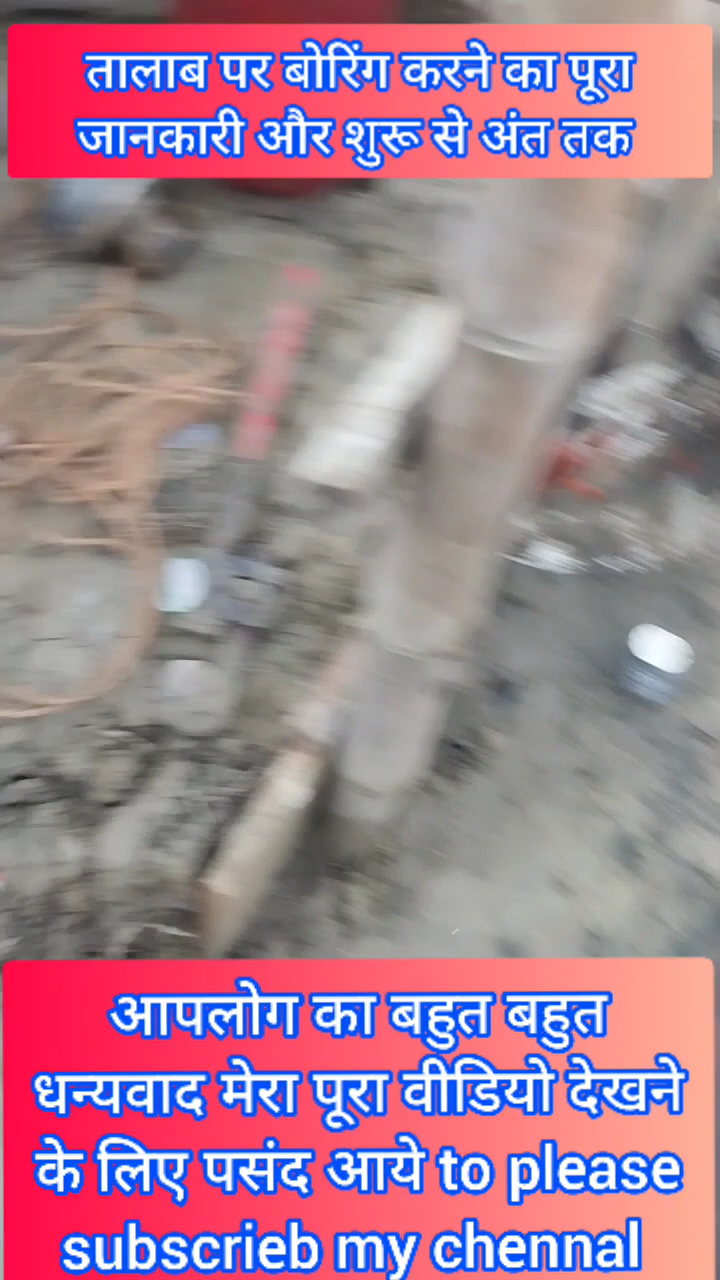 तालाब पर बोरिंग करने का पूरा
जानकारी और शुरू से अंत तक
आपलोग का बहुत बहुत
धन्यवाद मेरा पूरा वीडियो देखने
के लिए पसंद आये to please
subscrieb my chennal